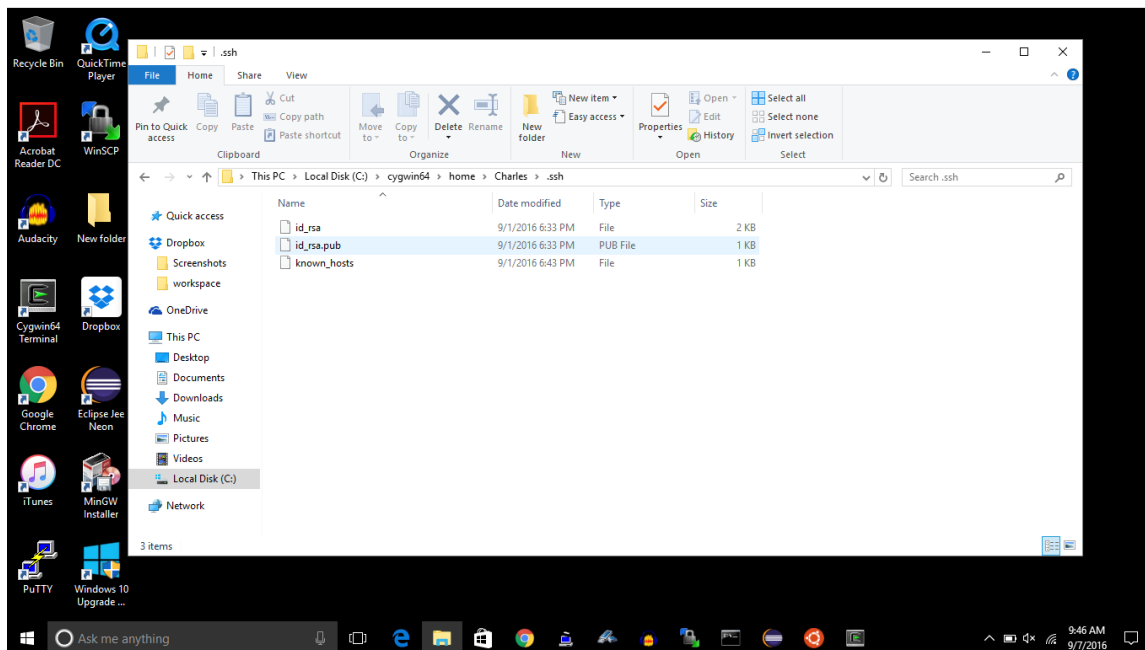 .ssh
File Home Share View
Pin to Quick access
Copy
Paste
Cut
Copy path
Paste shortcut
Clipboard
Move to
Copy to
Delete
Rename
Organize
New folder
New item
Easy access
New
Properties
Open
Edit
History
Open
Select all
Select none
Invert selection
Select
This PC > Local Disk (C:) > cygwin64 > home > Charles > .ssh
Search .ssh
Name Date modified Type Size
id_rsa 9/1/2016 6:33 PM File 2 KB
id_rsa.pub 9/1/2016 6:33 PM PUB File 1 KB
known_hosts 9/1/2016 6:43 PM File 1 KB
Quick access
Dropbox
Screenshots
workspace
OneDrive
This PC
Desktop
Documents
Downloads
Music
Pictures
Videos
Local Disk (C:)
Network
3 items
Recycle Bin
QuickTime Player
Acrobat Reader DC
WinSCP
Audacity
New folder
Cygwin64 Terminal
Dropbox
Google Chrome
Eclipse Jee Neon
iTunes
MinGW Installer
PuTTY
Windows 10 Upgrade ...
Ask me anything
9:46 AM
9/7/2016